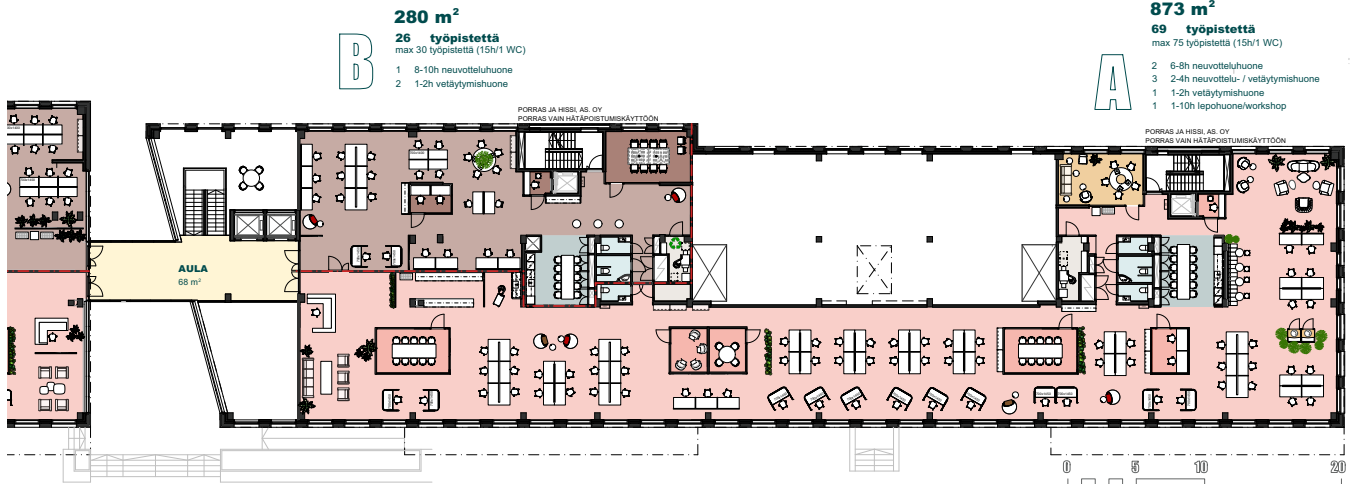 280 m²
B
26 työpistettä
max 30 työpistettä (15h/1 WC)
1 8-10h neuvotteluhuone
2 1-2h vetäytymishuone
873 m²
A
69 työpistettä
max 75 työpistettä (15h/1 WC)
2 6-8h neuvotteluhuone
3 2-4h neuvottelu- / vetäytymishuone
1 1-2h vetäytymishuone
1 1-10h lepohuone/workshop
PORRAS JA HISSI, AS. OY
PORRAS VAIN HÄTÄPOISTUMISKÄYTTÖÖN
PORRAS JA HISSI, AS. OY
PORRAS VAIN HÄTÄPOISTUMISKÄYTTÖÖN
AULA
68 m²
0 5 10 20